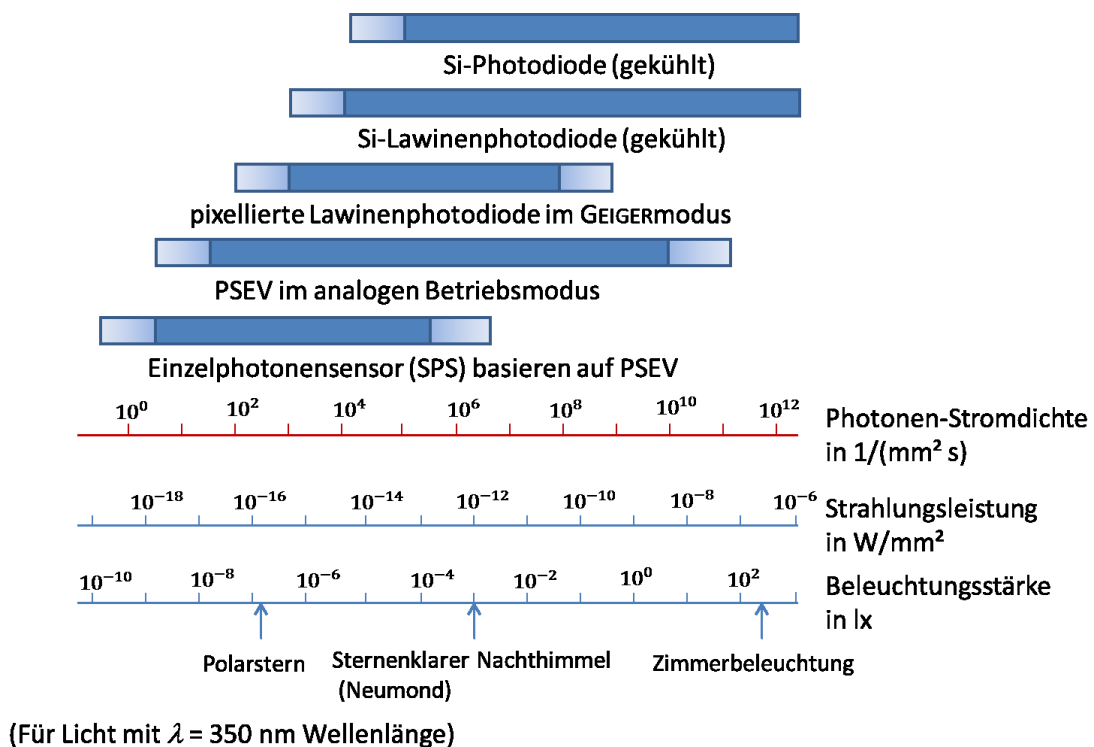 Si-Photodiode (gekühlt)
Si-Lawinenphotodiode (gekühlt)
pixellierte Lawinenphotodiode im GEIGERmodus
PSEV im analogen Betriebsmodus
Einzelphotonensensor (SPS) basieren auf PSEV
10⁰ 10² 10⁴ 10⁶ 10⁸ 10¹⁰ 10¹²
Photonen-Stromdichte
in 1/(mm² s)
10⁻¹⁸ 10⁻¹⁶ 10⁻¹⁴ 10⁻¹² 10⁻¹⁰ 10⁻⁸ 10⁻⁶
Strahlungsleistung
in W/mm²
10⁻¹⁰ 10⁻⁸ 10⁻⁶ 10⁻⁴ 10⁻² 10⁰ 10²
Beleuchtungsstärke
in lx
Polarstern
Sternenklarer Nachthimmel
(Neumond)
Zimmerbeleuchtung
(Für Licht mit λ = 350 nm Wellenlänge)